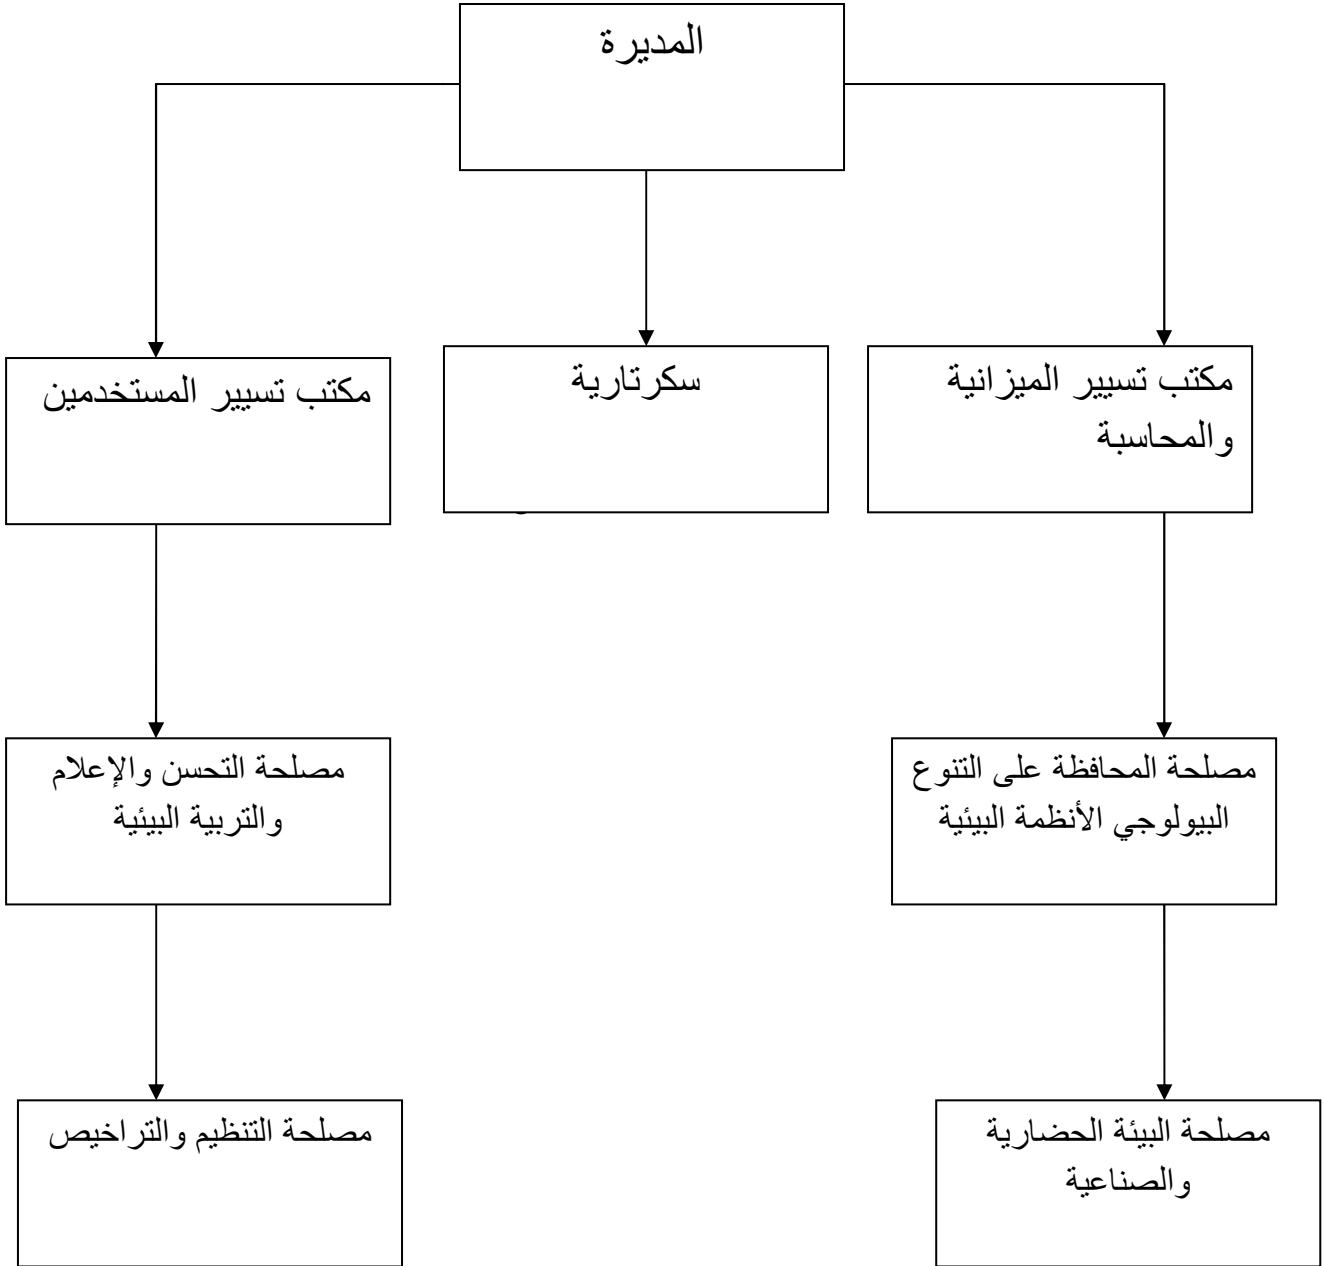 المديرة
مكتب تسيير الميزانية
والمحاسبة
سكرتارية
مكتب تسيير المستخدمين
مصلحة المحافظة على التنوع
البيولوجي الأنظمة البيئية
مصلحة التحسن والإعلام
والتربية البيئية
مصلحة البيئة الحضارية
والصناعية
مصلحة التنظيم والتراخيص